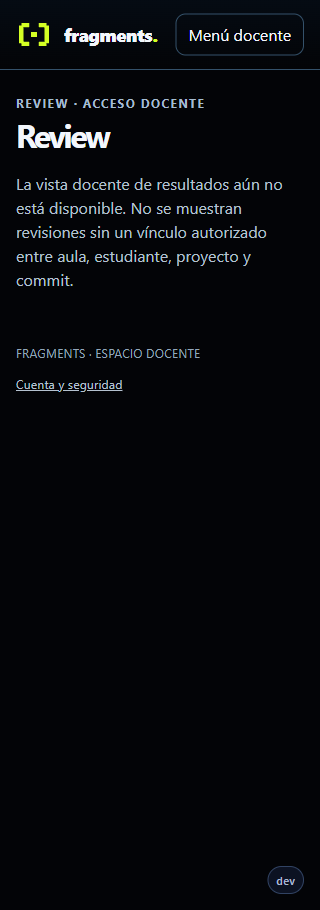 fragments.
Menú docente
REVIEW · ACCESO DOCENTE
Review
La vista docente de resultados aún no
está disponible. No se muestran
revisiones sin un vínculo autorizado
entre aula, estudiante, proyecto y
commit.
FRAGMENTS · ESPACIO DOCENTE
Cuenta y seguridad
dev